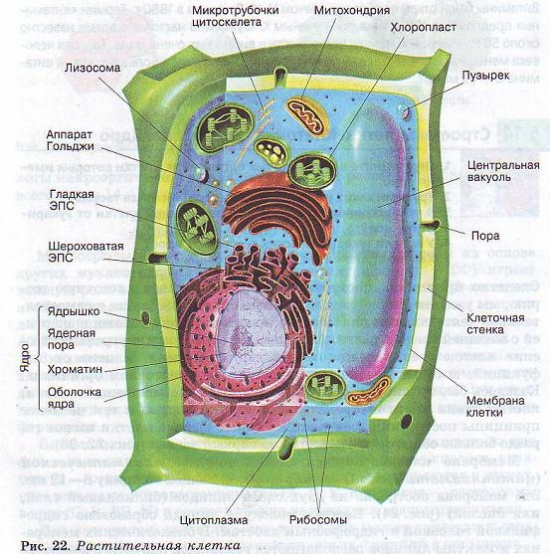 Микротрубочки
цитоскелета
Митохондрия
Хлоропласт
Лизосома
Пузырек
Аппарат
Гольджи
Центральная
вакуоль
Гладкая
ЭПС
Пора
Шероховатая
ЭПС
Ядро
Ядрышко
Ядерная
пора
Хроматин
Оболочка
ядра
Клеточная
стенка
Мембрана
клетки
Цитоплазма
Рибосомы
Рис. 22. Растительная клетка